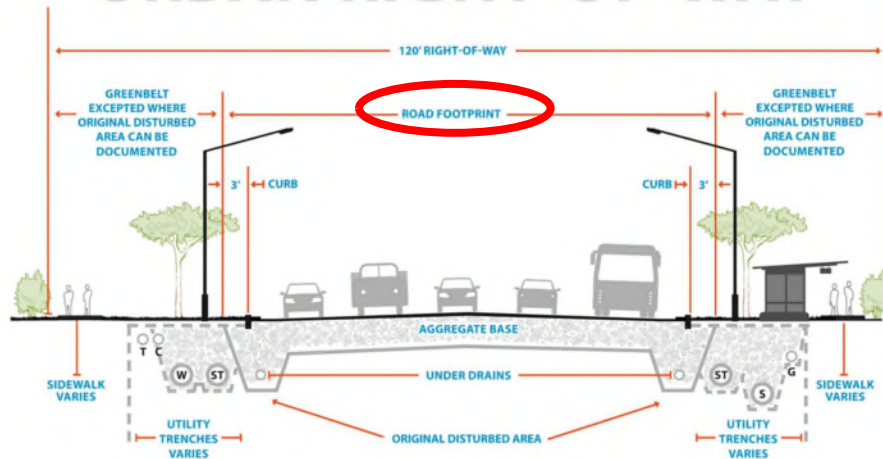 120' RIGHT-OF-WAY
GREENBELT
EXCEPTED WHERE
ORIGINAL DISTURBED
AREA CAN BE
DOCUMENTED
ROAD FOOTPRINT
GREENBELT
EXCEPTED WHERE
ORIGINAL DISTURBED
AREA CAN BE
DOCUMENTED
3'
CURB
CURB
3'
AGGREGATE BASE
T
C
W
ST
UNDER DRAINS
ST
S
G
SIDEWALK
VARIES
SIDEWALK
VARIES
UTILITY
TRENCHES
VARIES
ORIGINAL DISTURBED AREA
UTILITY
TRENCHES
VARIES